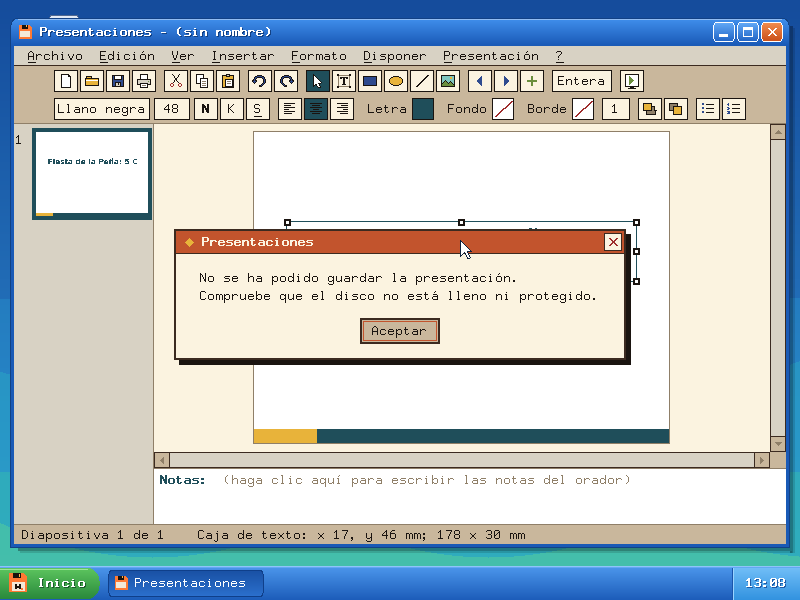 Presentaciones - (sin nombre)
Archivo Edición Ver Insertar Formato Disponer Presentación ?
Entera
Llano negra 48 N K S Letra Fondo Borde 1
1
Fiesta de la Peña: 5 C
Presentaciones
No se ha podido guardar la presentación.
Compruebe que el disco no está lleno ni protegido.
Aceptar
Notas: (haga clic aquí para escribir las notas del orador)
Diapositiva 1 de 1 Caja de texto: x 17, y 46 mm; 178 x 30 mm
Inicio Presentaciones 13:08